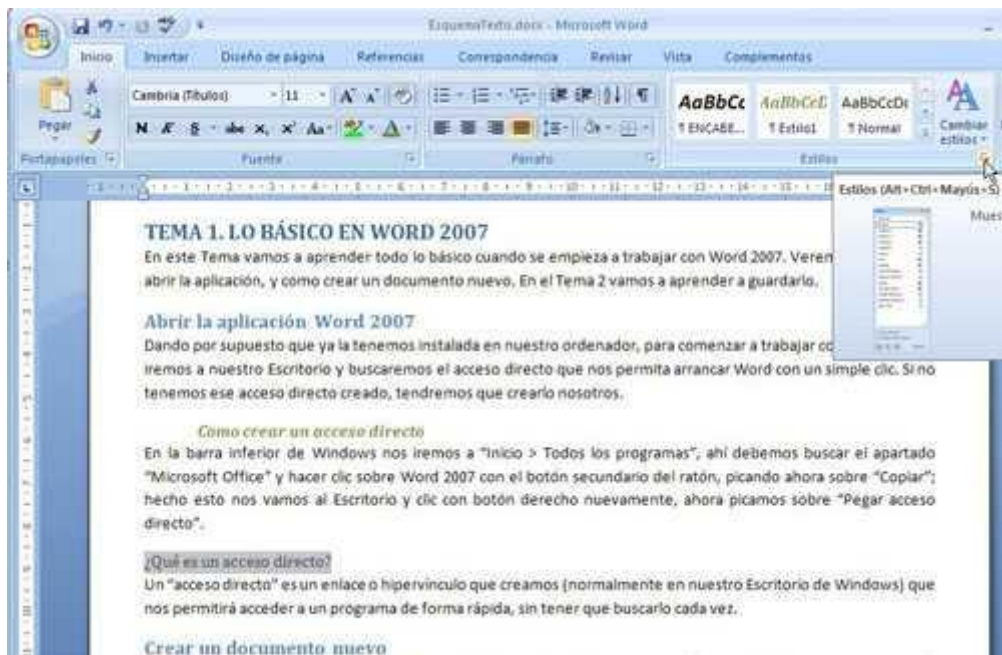 EsquemaTexto.docx - Microsoft Word
Inicio Insertar Diseño de página Referencias Correspondencia Revisar Vista Complementos
Pegar
Cambria (Títulos) 11
N K S abc x, x² Aa A
AaBbCc AaBbCcD AaBbCcDc
¶ ENCABE... ¶ Estilo1 ¶ Normal
Cambiar
estilos
Portapapeles Fuente Párrafo Estilos
Estilos (Alt+Ctrl+Mayús+S)
Mues
TEMA 1. LO BÁSICO EN WORD 2007
En este Tema vamos a aprender todo lo básico cuando se empieza a trabajar con Word 2007. Verem
abrir la aplicación, y como crear un documento nuevo. En el Tema 2 vamos a aprender a guardarlo.
Abrir la aplicación Word 2007
Dando por supuesto que ya la tenemos instalada en nuestro ordenador, para comenzar a trabajar co
iremos a nuestro Escritorio y buscaremos el acceso directo que nos permita arrancar Word con un simple clic. Si no
tenemos ese acceso directo creado, tendremos que crearlo nosotros.
Como crear un acceso directo
En la barra inferior de Windows nos iremos a "Inicio > Todos los programas", ahí debemos buscar el apartado
"Microsoft Office" y hacer clic sobre Word 2007 con el botón secundario del ratón, picando ahora sobre "Copiar";
hecho esto nos vamos al Escritorio y clic con botón derecho nuevamente, ahora picamos sobre "Pegar acceso
directo".
¿Qué es un acceso directo?
Un "acceso directo" es un enlace o hipervínculo que creamos (normalmente en nuestro Escritorio de Windows) que
nos permitirá acceder a un programa de forma rápida, sin tener que buscarlo cada vez.
Crear un documento nuevo